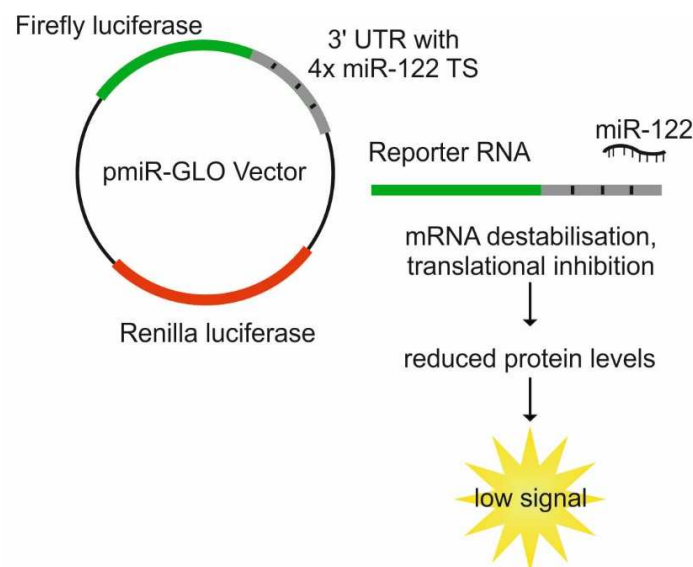 Firefly luciferase
3' UTR with
4x miR-122 TS
pmiR-GLO Vector
Renilla luciferase
miR-122
Reporter RNA
mRNA destabilisation,
translational inhibition
reduced protein levels
low signal